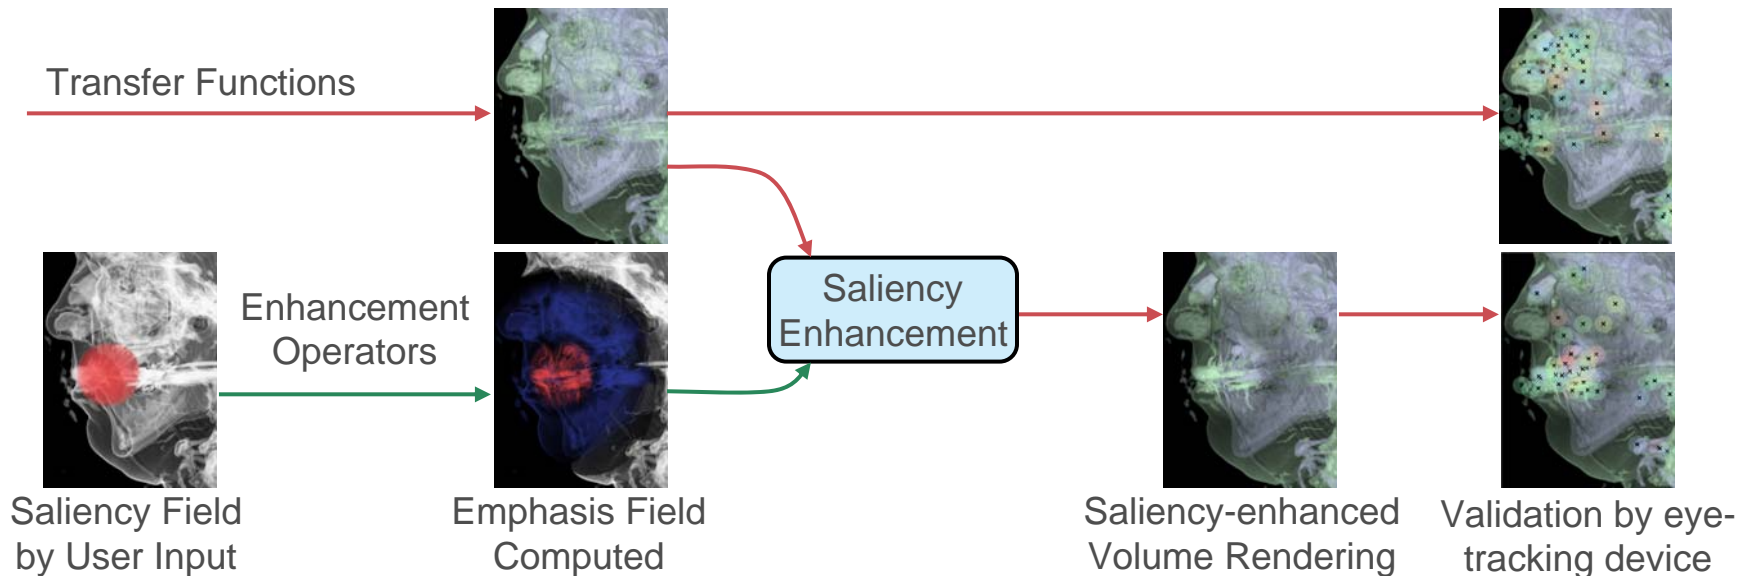 Transfer Functions
Enhancement
Operators
Saliency
Enhancement
Saliency Field
by User Input
Emphasis Field
Computed
Saliency-enhanced
Volume Rendering
Validation by eye-
tracking device